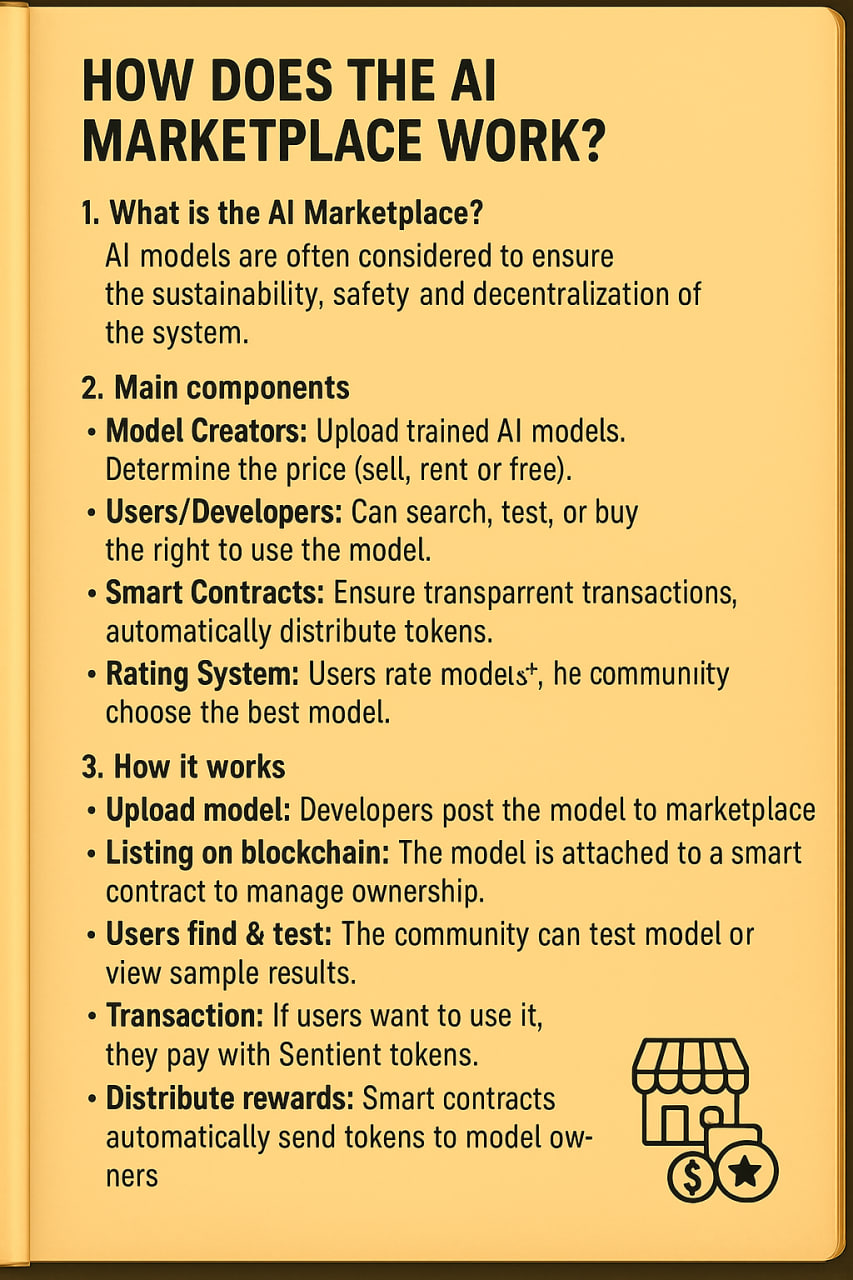 HOW DOES THE AI
MARKETPLACE WORK?
1. What is the AI Marketplace?
AI models are often considered to ensure
the sustainability, safety and decentralization of
the system.
2. Main components
• Model Creators: Upload trained AI models.
Determine the price (sell, rent or free).
• Users/Developers: Can search, test, or buy
the right to use the model.
• Smart Contracts: Ensure transparrent transactions,
automatically distribute tokens.
• Rating System: Users rate models⁺, he community
choose the best model.
3. How it works
• Upload model: Developers post the model to marketplace
• Listing on blockchain: The model is attached to a smart
contract to manage ownership.
• Users find & test: The community can test model or
view sample results.
• Transaction: If users want to use it,
they pay with Sentient tokens.
• Distribute rewards: Smart contracts
automatically send tokens to model ow-
ners
$